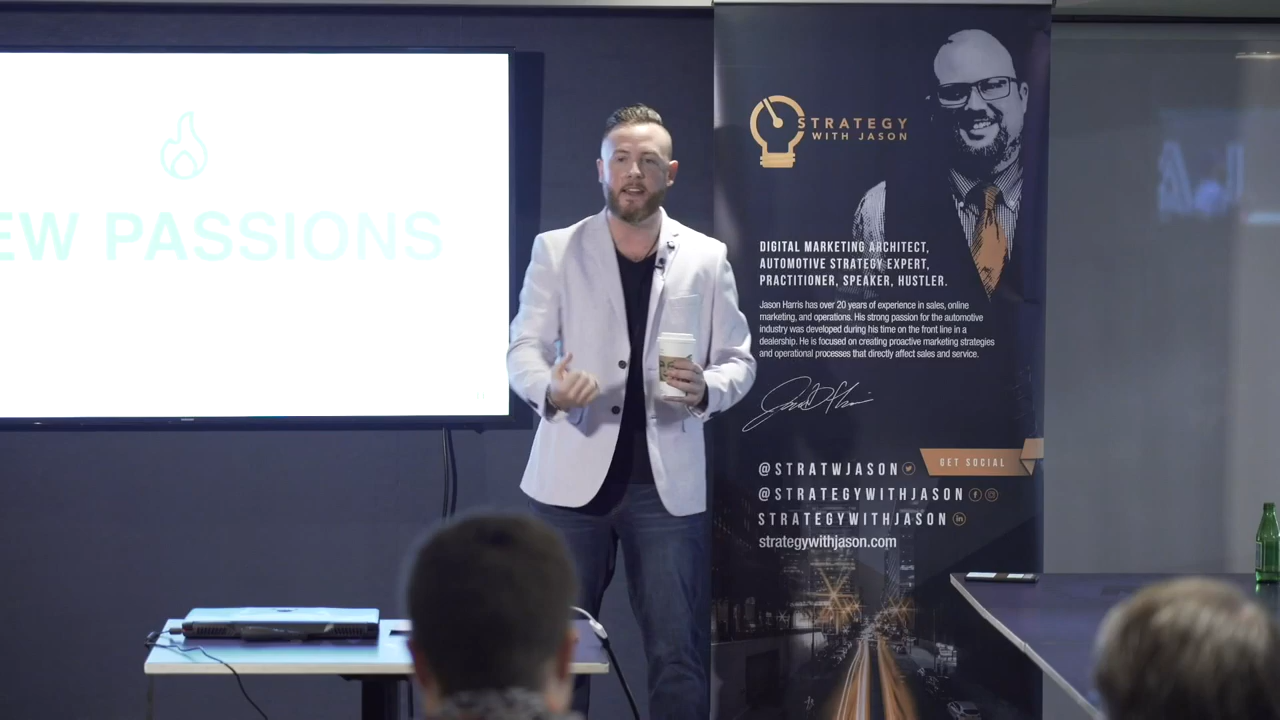 EW PASSIONS
STRATEGY
WITH JASON
DIGITAL MARKETING ARCHITECT,
AUTOMOTIVE STRATEGY EXPERT,
PRACTITIONER, SPEAKER, HUSTLER.
Jason Harris has over 20 years of experience in sales, online
marketing, and operations. His strong passion for the automotive
industry was developed during his time on the front line in a
dealership. He is focused on creating proactive marketing strategies
and operational processes that directly affect sales and service.
GET SOCIAL
@STRATWJASON
@STRATEGYWITHJASON
STRATEGYWITHJASON
strategywithjason.com